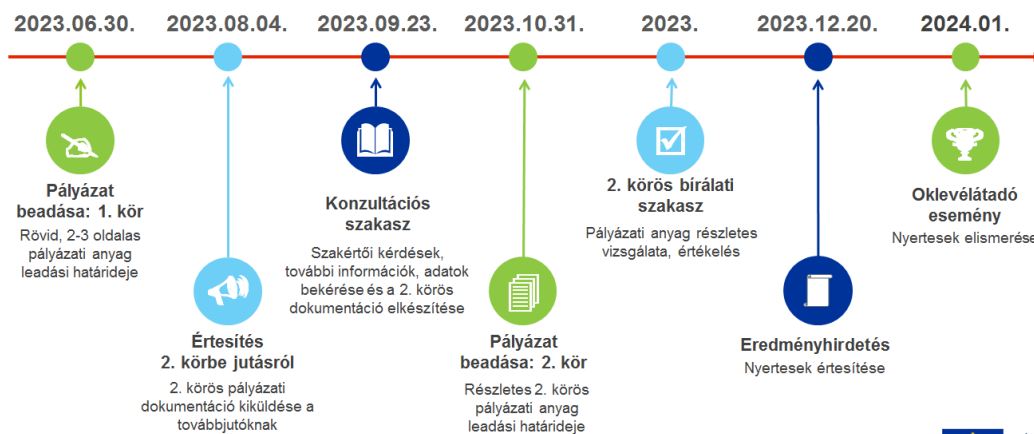 2023.06.30.
2023.08.04.
2023.09.23.
2023.10.31.
2023.
2023.12.20.
2024.01.
Pályázat
beadása: 1. kör
Rövid, 2-3 oldalas
pályázati anyag
leadási határideje
Értesítés
2. körbe jutásról
2. körös pályázati
dokumentáció kiküldése a
továbbjutóknak
Konzultációs
szakasz
Szakértői kérdések,
további információk, adatok
bekérése és a 2. körös
dokumentáció elkészítése
Pályázat
beadása: 2. kör
Részletes 2. körös
pályázati anyag
leadási határideje
2. körös bírálati
szakasz
Pályázati anyag részletes
vizsgálata, értékelés
Eredményhirdetés
Nyertesek értesítése
Oklevélátadó
esemény
Nyertesek elismerése